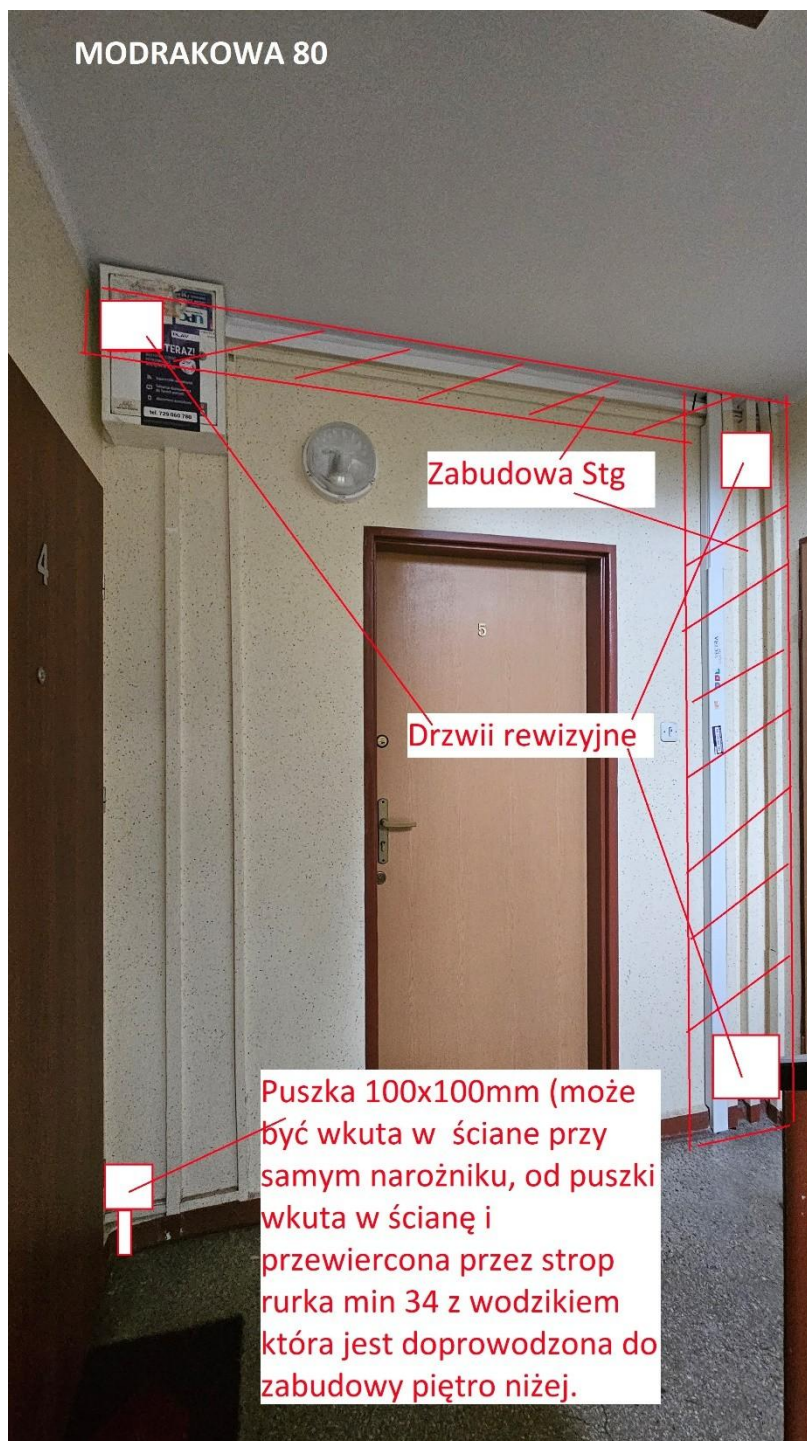 MODRAKOWA 80
UPC
TERAZ!
tel. 729 860 790
4
Zabudowa Stg
5
Drzwii rewizyjne
Puszka 100x100mm (może
być wkuta w ściane przy
samym narożniku, od puszki
wkuta w ścianę i
przewiercona przez strop
rurka min 34 z wodzikiem
która jest doprowodzona do
zabudowy piętro niżej.